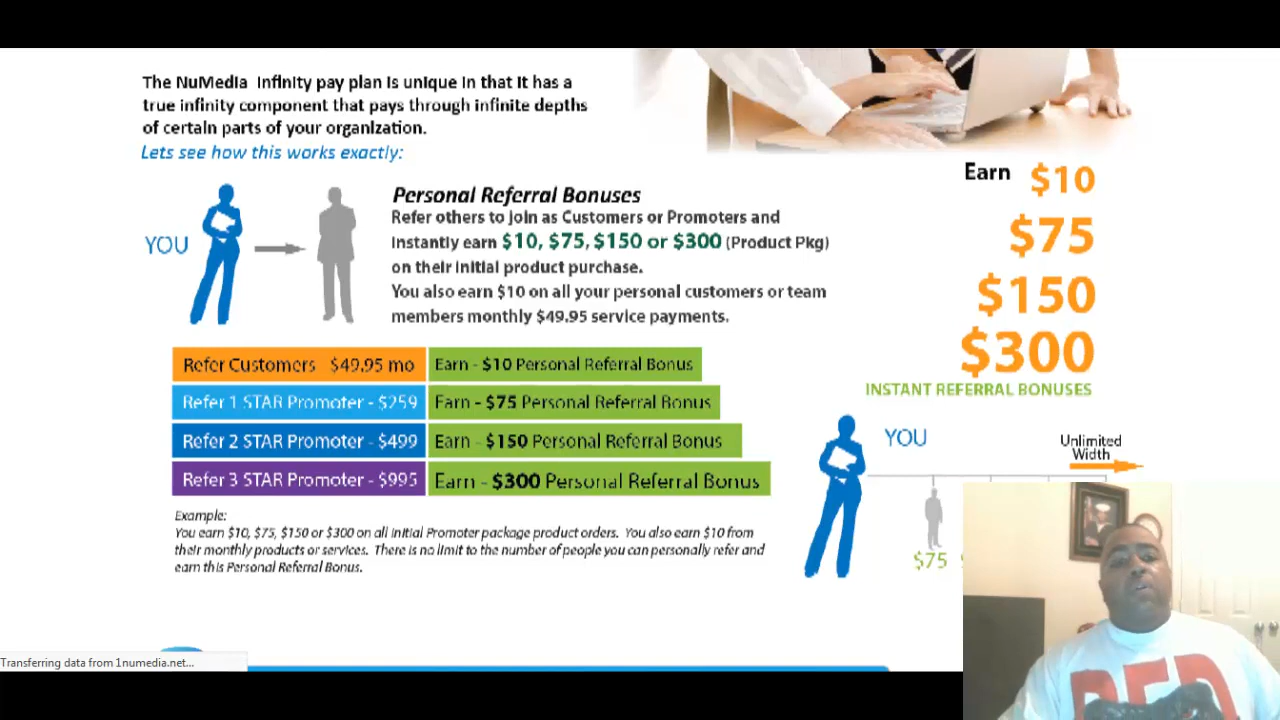 The NuMedia Infinity pay plan is unique in that it has a
true infinity component that pays through infinite depths
of certain parts of your organization.
Lets see how this works exactly:
YOU
Personal Referral Bonuses
Refer others to join as Customers or Promoters and
instantly earn $10, $75, $150 or $300 (Product Pkg)
on their initial product purchase.
You also earn $10 on all your personal customers or team
members monthly $49.95 service payments.
Earn $10
$75
$150
$300
INSTANT REFERRAL BONUSES
Refer Customers $49.95 mo Earn - $10 Personal Referral Bonus
Refer 1 STAR Promoter - $259 Earn - $75 Personal Referral Bonus
Refer 2 STAR Promoter - $499 Earn - $150 Personal Referral Bonus
Refer 3 STAR Promoter - $995 Earn - $300 Personal Referral Bonus
YOU
Unlimited
Width
$75
Example:
You earn $10, $75, $150 or $300 on all initial Promoter package product orders. You also earn $10 from
their monthly products or services. There is no limit to the number of people you can personally refer and
earn this Personal Referral Bonus.
Transferring data from 1numedia.net...
RED